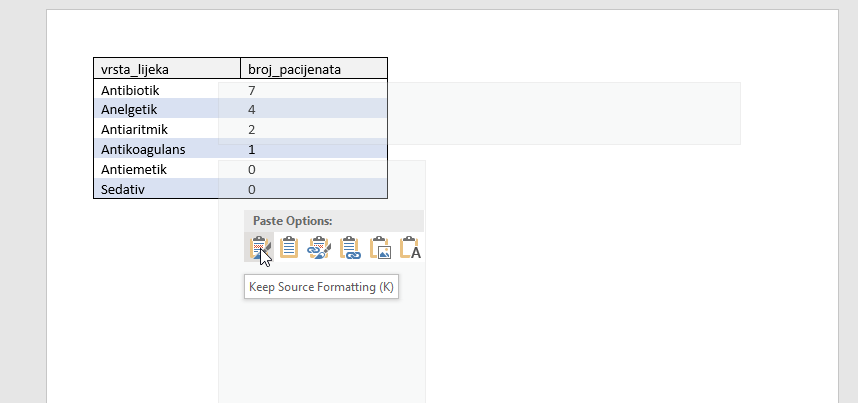 vrsta_lijeka broj_pacijenata
Antibiotik 7
Anelgetik 4
Antiaritmik 2
Antikoagulans 1
Antiemetik 0
Sedativ 0
Paste Options:
A
Keep Source Formatting (K)